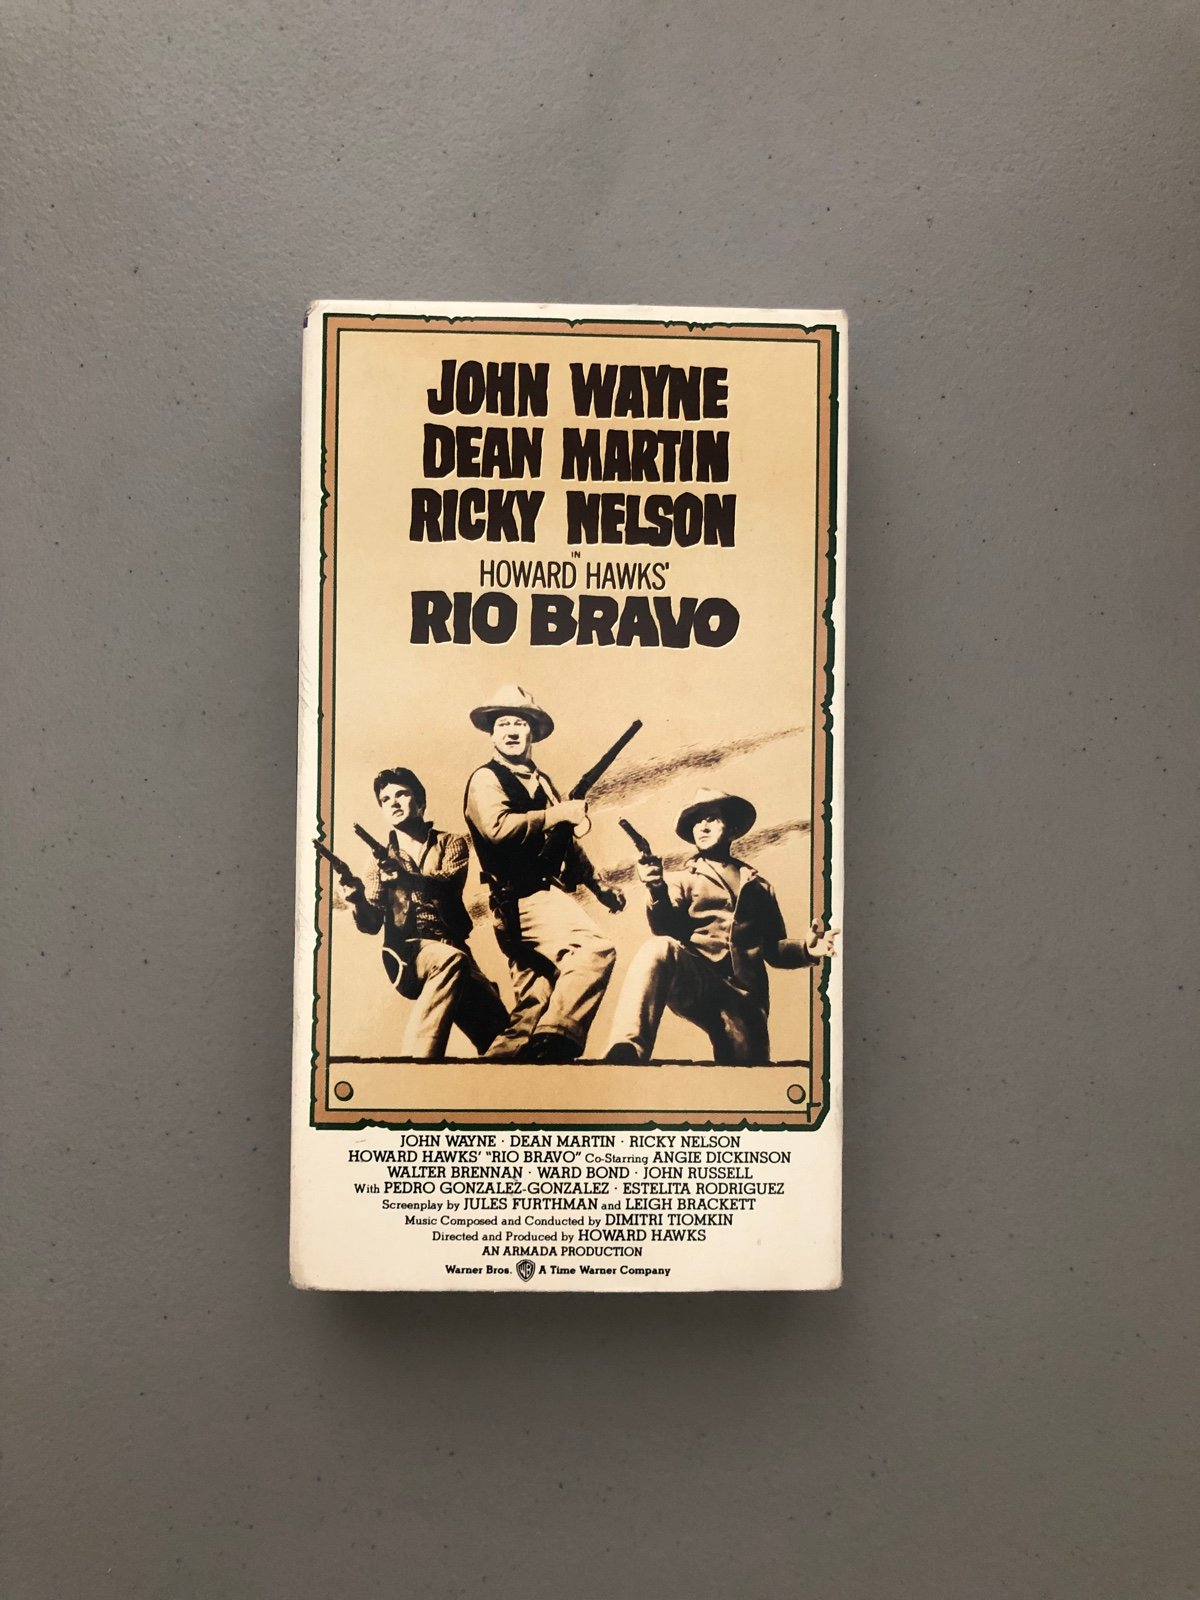 JOHN WAYNE
DEAN MARTIN
RICKY NELSON
IN
HOWARD HAWKS'
RIO BRAVO
JOHN WAYNE · DEAN MARTIN · RICKY NELSON
HOWARD HAWKS' "RIO BRAVO" Co-Starring ANGIE DICKINSON
WALTER BRENNAN · WARD BOND · JOHN RUSSELL
With PEDRO GONZALEZ-GONZALEZ · ESTELITA RODRIGUEZ
Screenplay by JULES FURTHMAN and LEIGH BRACKETT
Music Composed and Conducted by DIMITRI TIOMKIN
Directed and Produced by HOWARD HAWKS
AN ARMADA PRODUCTION
Warner Bros. WB A Time Warner Company